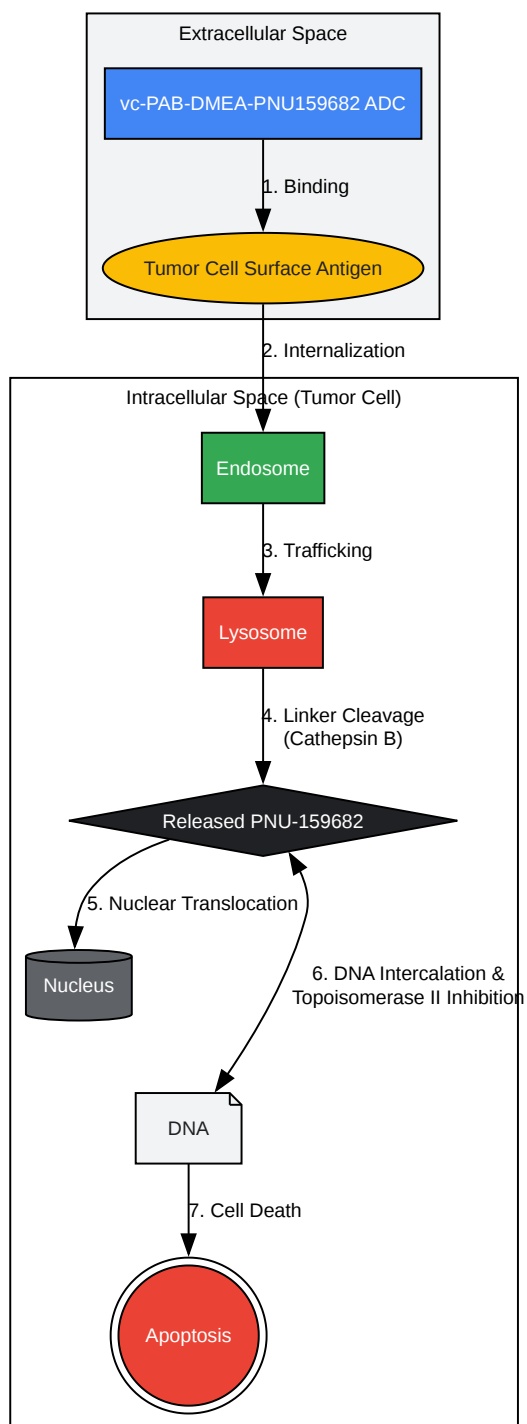 Extracellular Space
vc-PAB-DMEA-PNU159682 ADC
1. Binding
Tumor Cell Surface Antigen
2. Internalization
Intracellular Space (Tumor Cell)
Endosome
3. Trafficking
Lysosome
4. Linker Cleavage
(Cathepsin B)
Released PNU-159682
5. Nuclear Translocation
Nucleus
6. DNA Intercalation &
Topoisomerase II Inhibition
DNA
7. Cell Death
Apoptosis